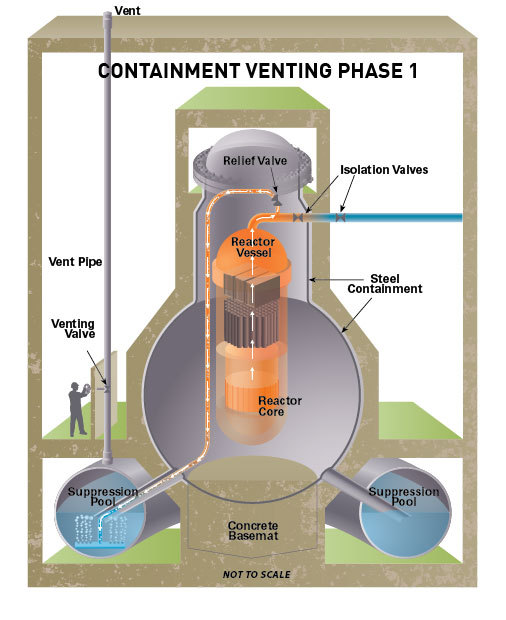 Vent
CONTAINMENT VENTING PHASE 1
Relief Valve
Isolation Valves
Reactor
Vessel
Vent Pipe
Steel
Containment
Venting
Valve
Reactor
Core
Suppression
Pool
Suppression
Pool
Concrete
Basemat
NOT TO SCALE